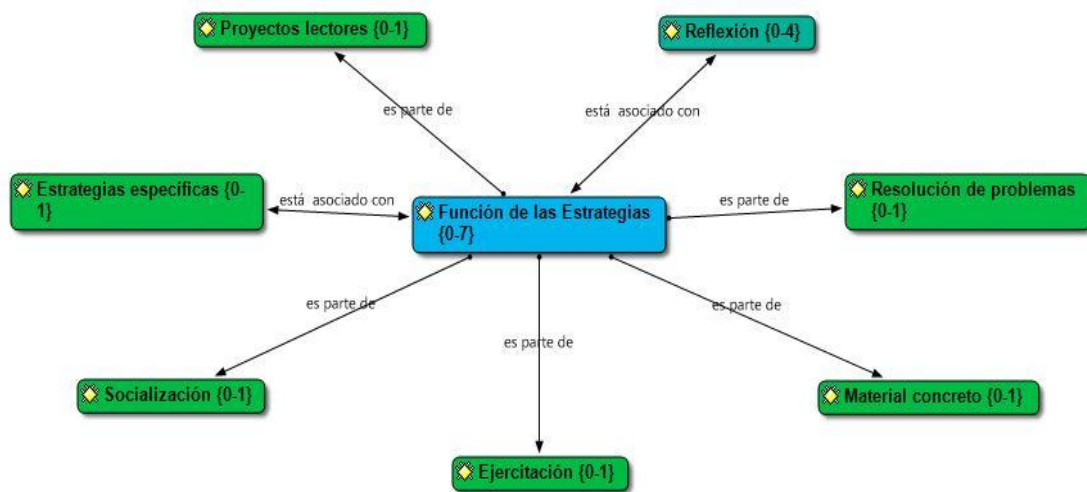 Proyectos lectores {0-1}
Reflexión {0-4}
es parte de
está asociado con
Estrategias específicas {0-
1}
está asociado con
Función de las Estrategias
{0-7}
es parte de
Resolución de problemas
{0-1}
es parte de
es parte de
es parte de
Socialización {0-1}
Material concreto {0-1}
Ejercitación {0-1}